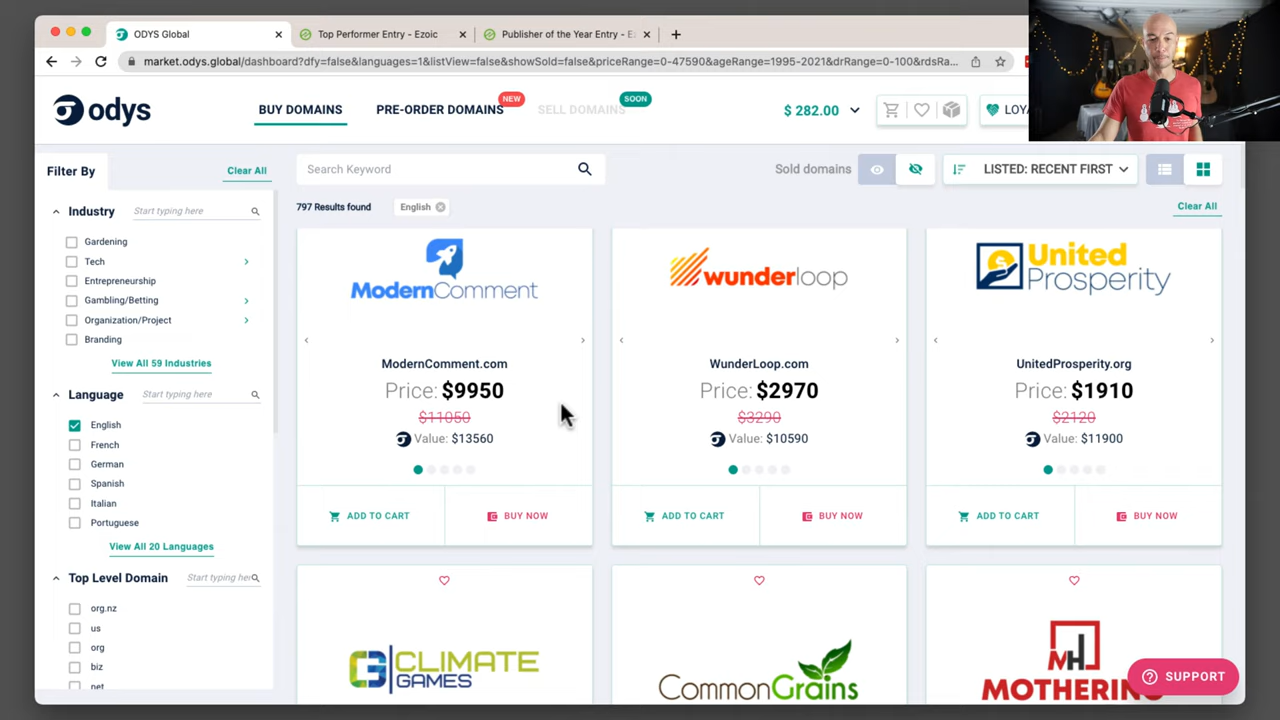 ODYS Global
Top Performer Entry - Ezoic
Publisher of the Year Entry - E
market.odys.global/dashboard?dfy=false&languages=1&listView=false&showSold=false&priceRange=0-47590&ageRange=1995-2021&drRange=0-100&rdsRa...
odys
BUY DOMAINS
PRE-ORDER DOMAINS
NEW
SELL DOMAINS
SOON
$ 282.00
LOYA
Filter By
Clear All
Search Keyword
Sold domains
LISTED: RECENT FIRST
797 Results found
English
Clear All
Industry
Start typing here
Gardening
Tech
Entrepreneurship
Gambling/Betting
Organization/Project
Branding
View All 59 Industries
Language
Start typing here
English
French
German
Spanish
Italian
Portuguese
View All 20 Languages
Top Level Domain
Start typing her
org.nz
us
org
biz
net
ModernComment
ModernComment.com
Price: $9950
$11050
Value: $13560
ADD TO CART
BUY NOW
wunderloop
WunderLoop.com
Price: $2970
$3290
Value: $10590
ADD TO CART
BUY NOW
United
Prosperity
UnitedProsperity.org
Price: $1910
$2120
Value: $11900
ADD TO CART
BUY NOW
CLIMATE
GAMES
CommonGrains
MOTHERIN
SUPPORT